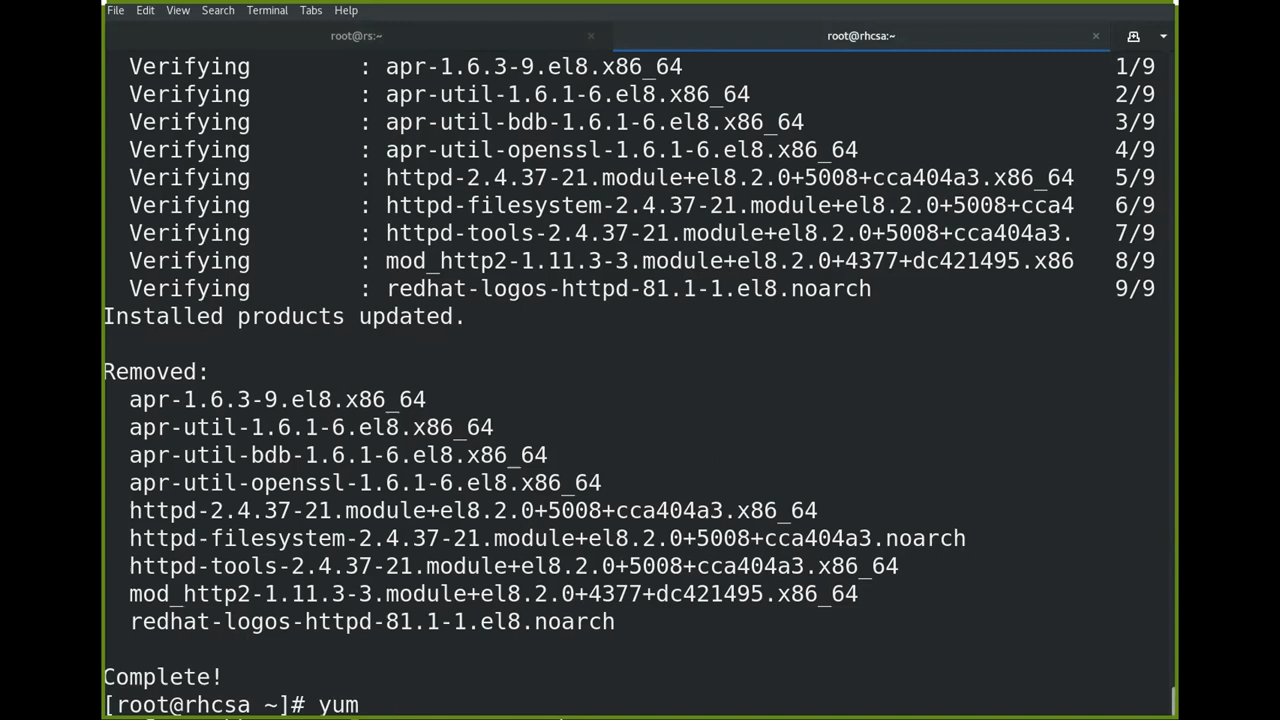 File Edit View Search Terminal Tabs Help
root@rs:~ × root@rhcsa:~ ×
Verifying : apr-1.6.3-9.el8.x86_64 1/9
Verifying : apr-util-1.6.1-6.el8.x86_64 2/9
Verifying : apr-util-bdb-1.6.1-6.el8.x86_64 3/9
Verifying : apr-util-openssl-1.6.1-6.el8.x86_64 4/9
Verifying : httpd-2.4.37-21.module+el8.2.0+5008+cca404a3.x86_64 5/9
Verifying : httpd-filesystem-2.4.37-21.module+el8.2.0+5008+cca4 6/9
Verifying : httpd-tools-2.4.37-21.module+el8.2.0+5008+cca404a3. 7/9
Verifying : mod_http2-1.11.3-3.module+el8.2.0+4377+dc421495.x86 8/9
Verifying : redhat-logos-httpd-81.1-1.el8.noarch 9/9
Installed products updated.
Removed:
apr-1.6.3-9.el8.x86_64
apr-util-1.6.1-6.el8.x86_64
apr-util-bdb-1.6.1-6.el8.x86_64
apr-util-openssl-1.6.1-6.el8.x86_64
httpd-2.4.37-21.module+el8.2.0+5008+cca404a3.x86_64
httpd-filesystem-2.4.37-21.module+el8.2.0+5008+cca404a3.noarch
httpd-tools-2.4.37-21.module+el8.2.0+5008+cca404a3.x86_64
mod_http2-1.11.3-3.module+el8.2.0+4377+dc421495.x86_64
redhat-logos-httpd-81.1-1.el8.noarch
Complete!
[root@rhcsa ~]# yum